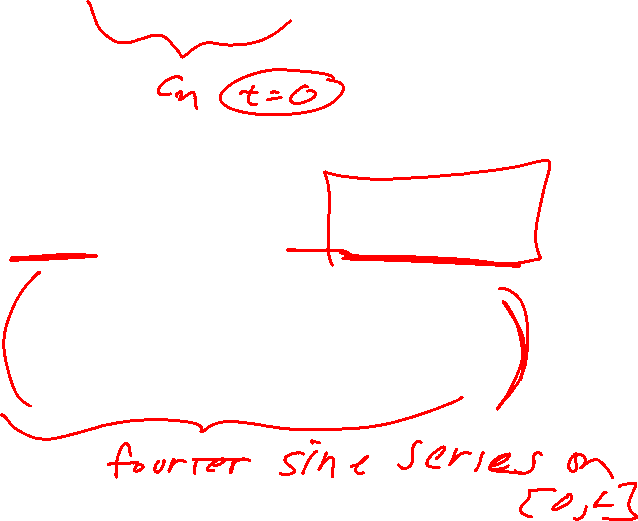 cn t=0
fourier sine series on
[0,L]